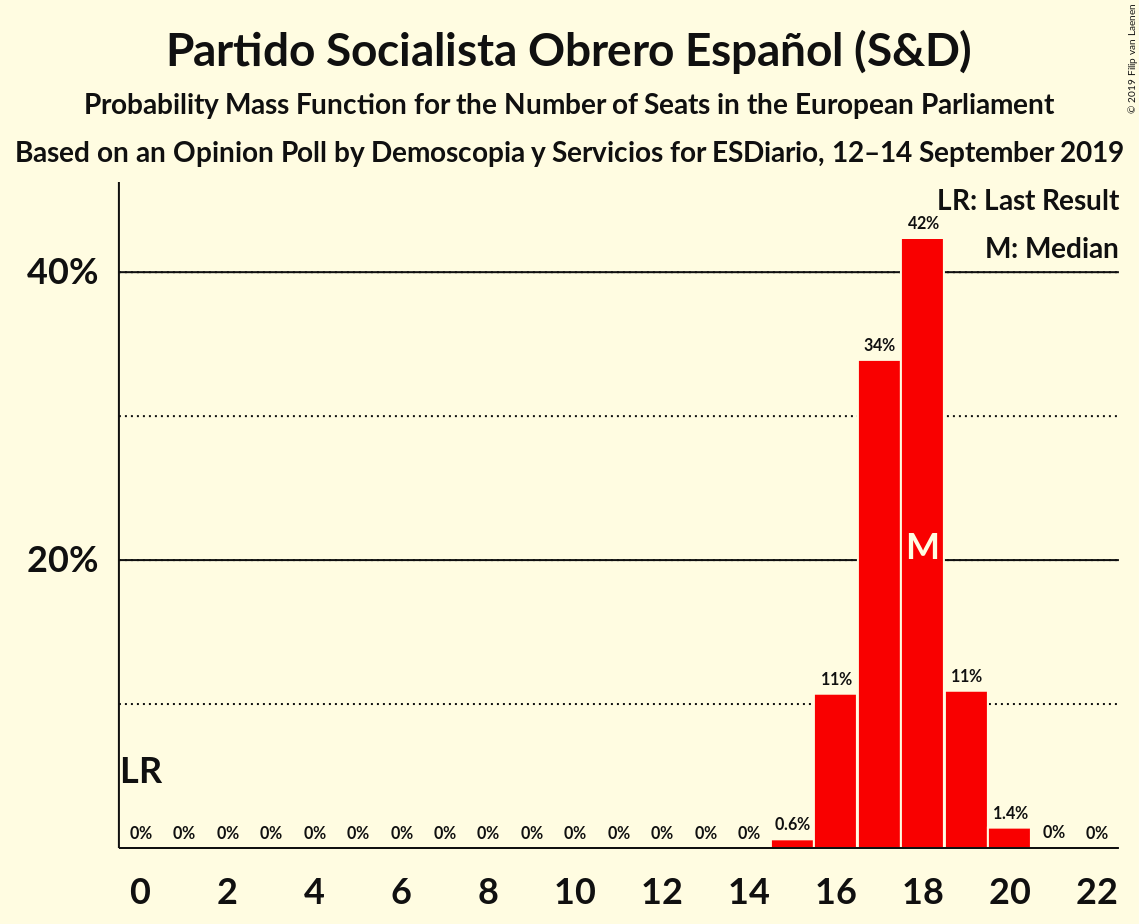 Partido Socialista Obrero Español (S&D)
Probability Mass Function for the Number of Seats in the European Parliament
Based on an Opinion Poll by Demoscopia y Servicios for ESDiario, 12–14 September 2019
© 2019 Filip van Laenen
LR: Last Result
M: Median
40%
20%
42%
34%
11%
11%
M
LR
0% 0% 0% 0% 0% 0% 0% 0% 0% 0% 0% 0% 0% 0% 0% 0.6% 1.4% 0% 0%
0 2 4 6 8 10 12 14 16 18 20 22